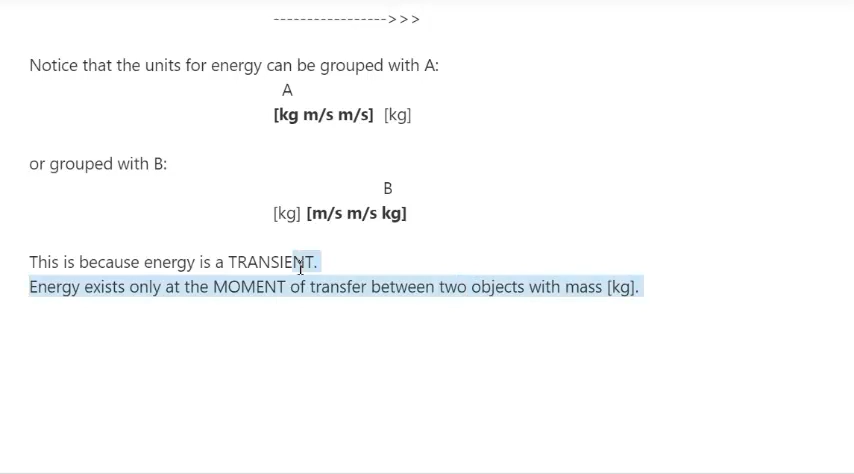 ----------------->>>
Notice that the units for energy can be grouped with A:
A
[kg m/s m/s] [kg]
or grouped with B:
B
[kg] [m/s m/s kg]
This is because energy is a TRANSIENT.
Energy exists only at the MOMENT of transfer between two objects with mass [kg].